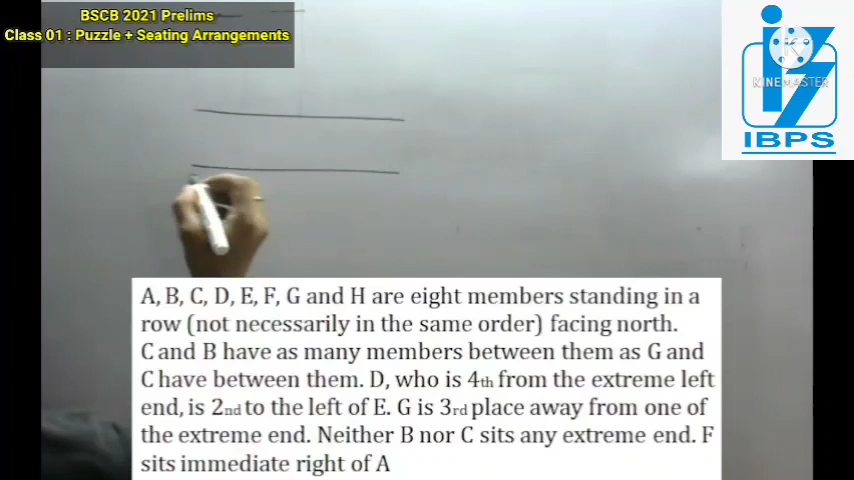 BSCB 2021 Prelims
Class 01 : Puzzle + Seating Arrangements
KINEMASTER
IBPS
A, B, C, D, E, F, G and H are eight members standing in a
row (not necessarily in the same order) facing north.
C and B have as many members between them as G and
C have between them. D, who is 4th from the extreme left
end, is 2nd to the left of E. G is 3rd place away from one of
the extreme end. Neither B nor C sits any extreme end. F
sits immediate right of A